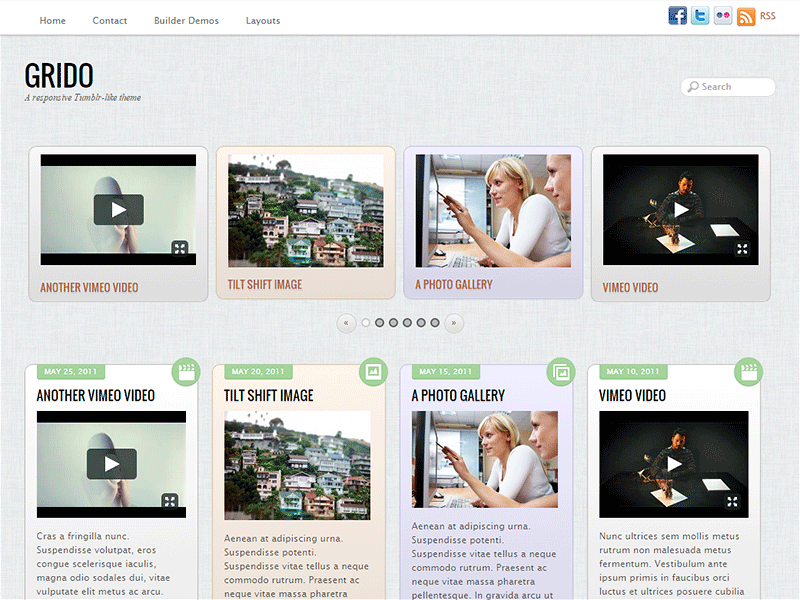 Home Contact Builder Demos Layouts RSS
GRIDO
A responsive Tumblr-like theme
Search
ANOTHER VIMEO VIDEO
TILT SHIFT IMAGE
A PHOTO GALLERY
VIMEO VIDEO
« »
MAY 25, 2011
ANOTHER VIMEO VIDEO
Cras a fringilla nunc.
Suspendisse volutpat, eros
congue scelerisque iaculis,
magna odio sodales dui, vitae
vulputate elit metus ac arcu.
MAY 20, 2011
TILT SHIFT IMAGE
Aenean at adipiscing urna.
Suspendisse potenti.
Suspendisse vitae tellus a neque
commodo rutrum. Praesent ac
neque vitae massa pharetra
MAY 15, 2011
A PHOTO GALLERY
Aenean at adipiscing urna.
Suspendisse potenti.
Suspendisse vitae tellus a neque
commodo rutrum. Praesent ac
neque vitae massa pharetra
pellentesque. In gravida arcu ut
MAY 10, 2011
VIMEO VIDEO
Nunc ultrices sem mollis metus
rutrum non malesuada metus
fermentum. Vestibulum ante
ipsum primis in faucibus orci
luctus et ultrices posuere cubilia